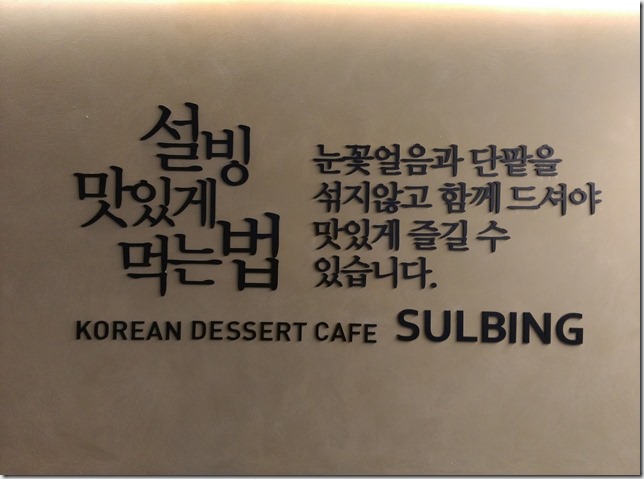 설빙
맛있게
먹는법
눈꽃얼음과 단팥을
섞지않고 함께 드셔야
맛있게 즐길 수
있습니다.
KOREAN DESSERT CAFE SULBING